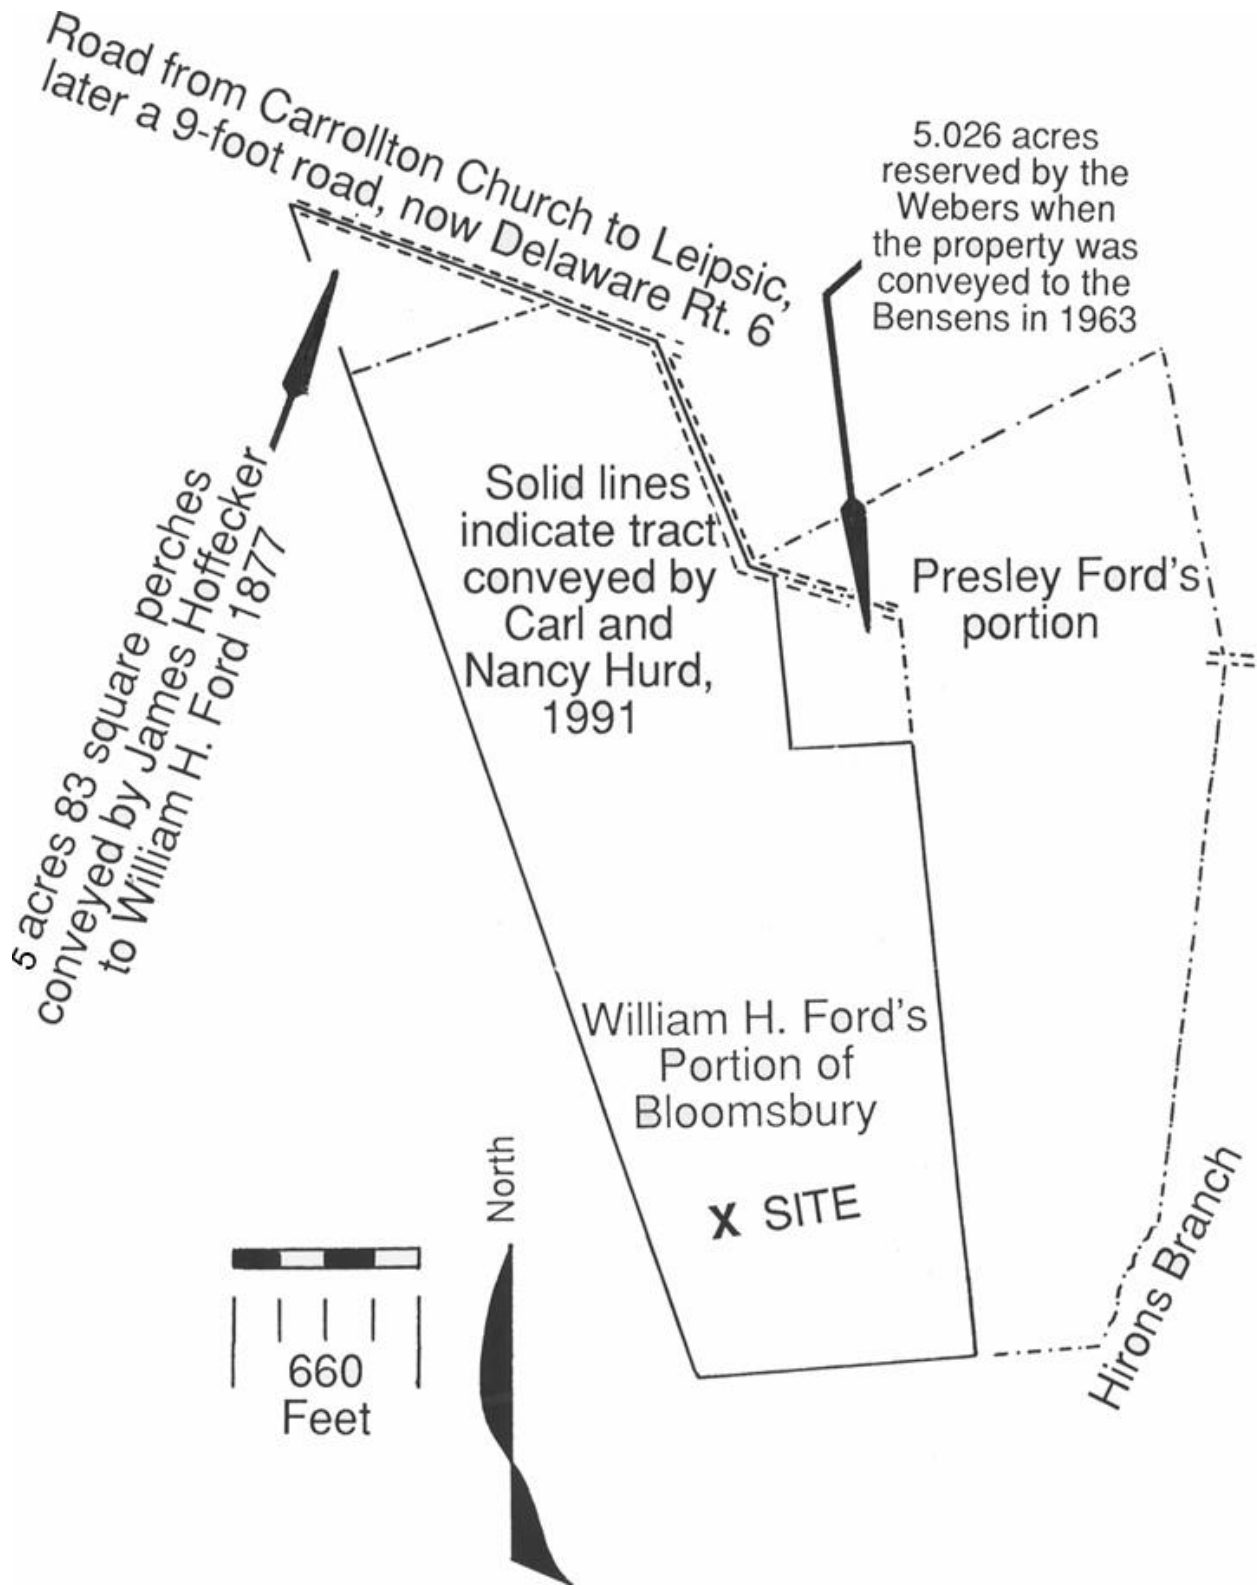 Road from Carrollton Church to Leipsic,
later a 9-foot road, now Delaware Rt. 6
5.026 acres
reserved by the
Webers when
the property was
conveyed to the
Bensens in 1963
Solid lines
indicate tract
conveyed by
Carl and
Nancy Hurd,
1991
Presley Ford's
portion
5 acres 83 square perches
conveyed by James Hoffecker
to William H. Ford 1877
William H. Ford's
Portion of
Bloomsbury
X SITE
North
660
Feet
Hirons Branch